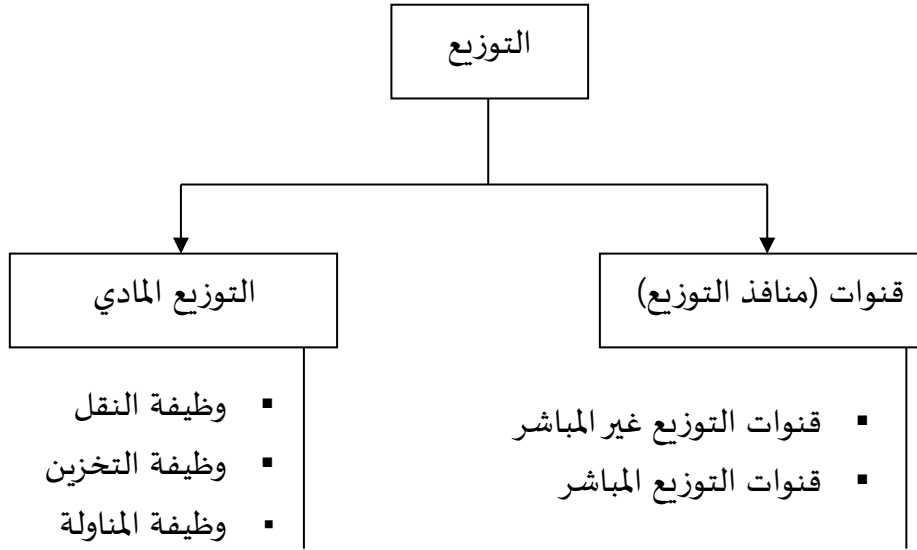 التوزيع
قنوات (منافذ التوزيع)
التوزيع المادي
▪ قنوات التوزيع غير المباشر
▪ قنوات التوزيع المباشر
▪ وظيفة النقل
▪ وظيفة التخزين
▪ وظيفة المناولة